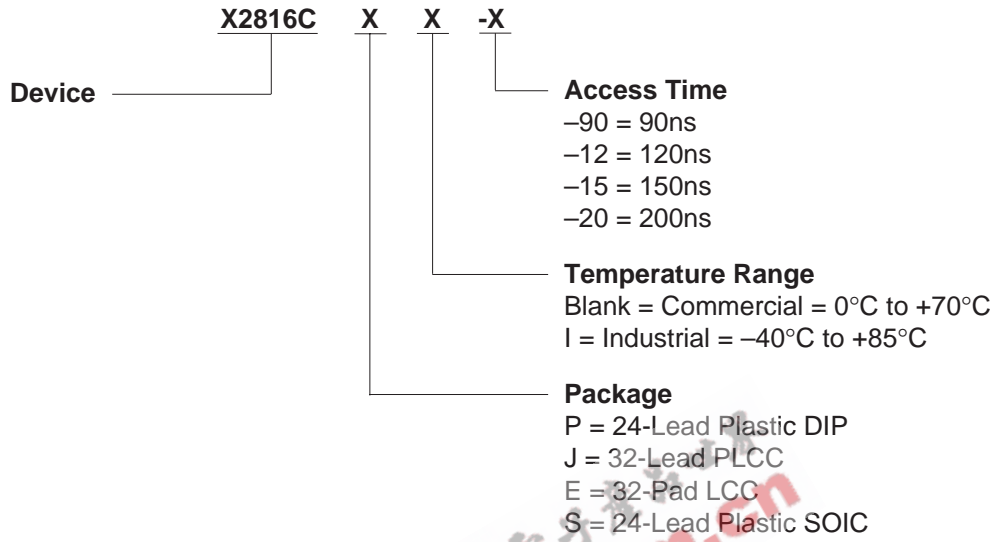 X2816C X X -X
Device
Access Time
–90 = 90ns
–12 = 120ns
–15 = 150ns
–20 = 200ns
Temperature Range
Blank = Commercial = 0°C to +70°C
I = Industrial = –40°C to +85°C
Package
P = 24-Lead Plastic DIP
J = 32-Lead PLCC
E = 32-Pad LCC
S = 24-Lead Plastic SOIC